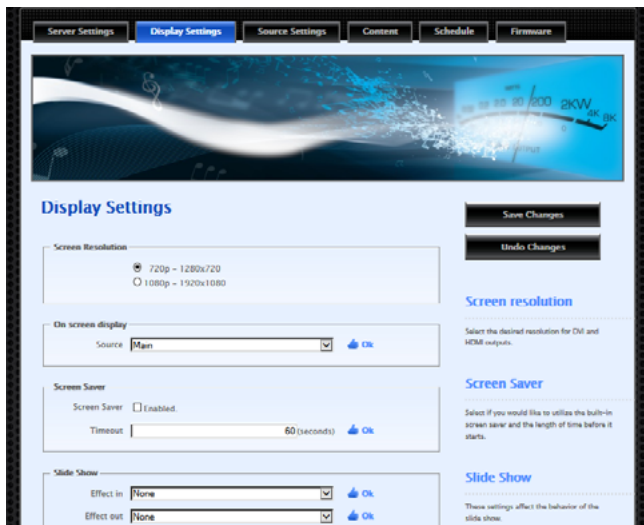 Server Settings
Display Settings
Source Settings
Content
Schedule
Firmware
200 2KW 4K 8K
Display Settings
Save Changes
Undo Changes
Screen Resolution
720p - 1280x720
1080p - 1920x1080
Screen resolution
Select the desired resolution for DVI and
HDMI outputs.
On screen display
Source Main Ok
Screen Saver
Screen Saver Enabled.
Timeout 60 (seconds) Ok
Screen Saver
Select if you would like to utilize the built-in
screen saver and the length of time before it
starts.
Slide Show
Effect in None Ok
Effect out None Ok
Slide Show
These settings affect the behavior of the
slide show.